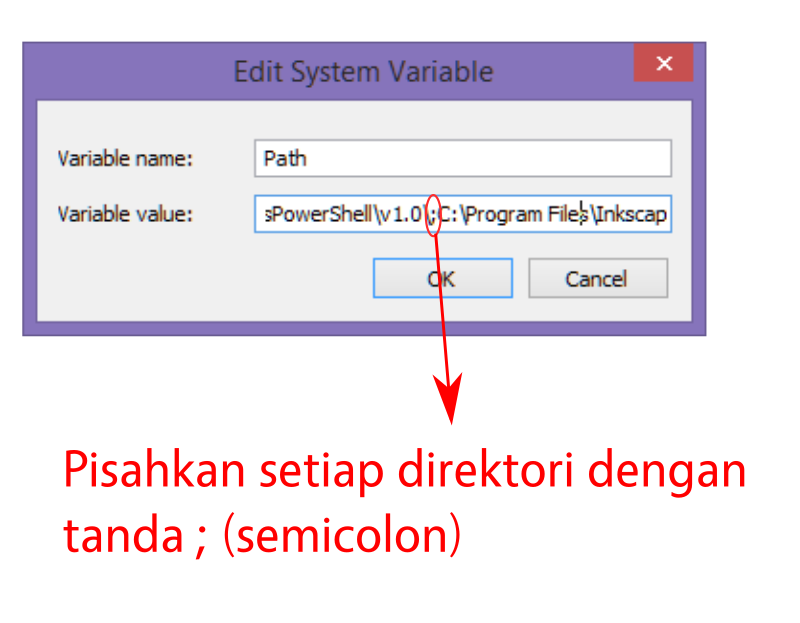 Edit System Variable
Variable name: Path
Variable value: sPowerShell\v1.0\;C:\Program Files\Inkscap
OK Cancel
Pisahkan setiap direktori dengan
tanda ; (semicolon)